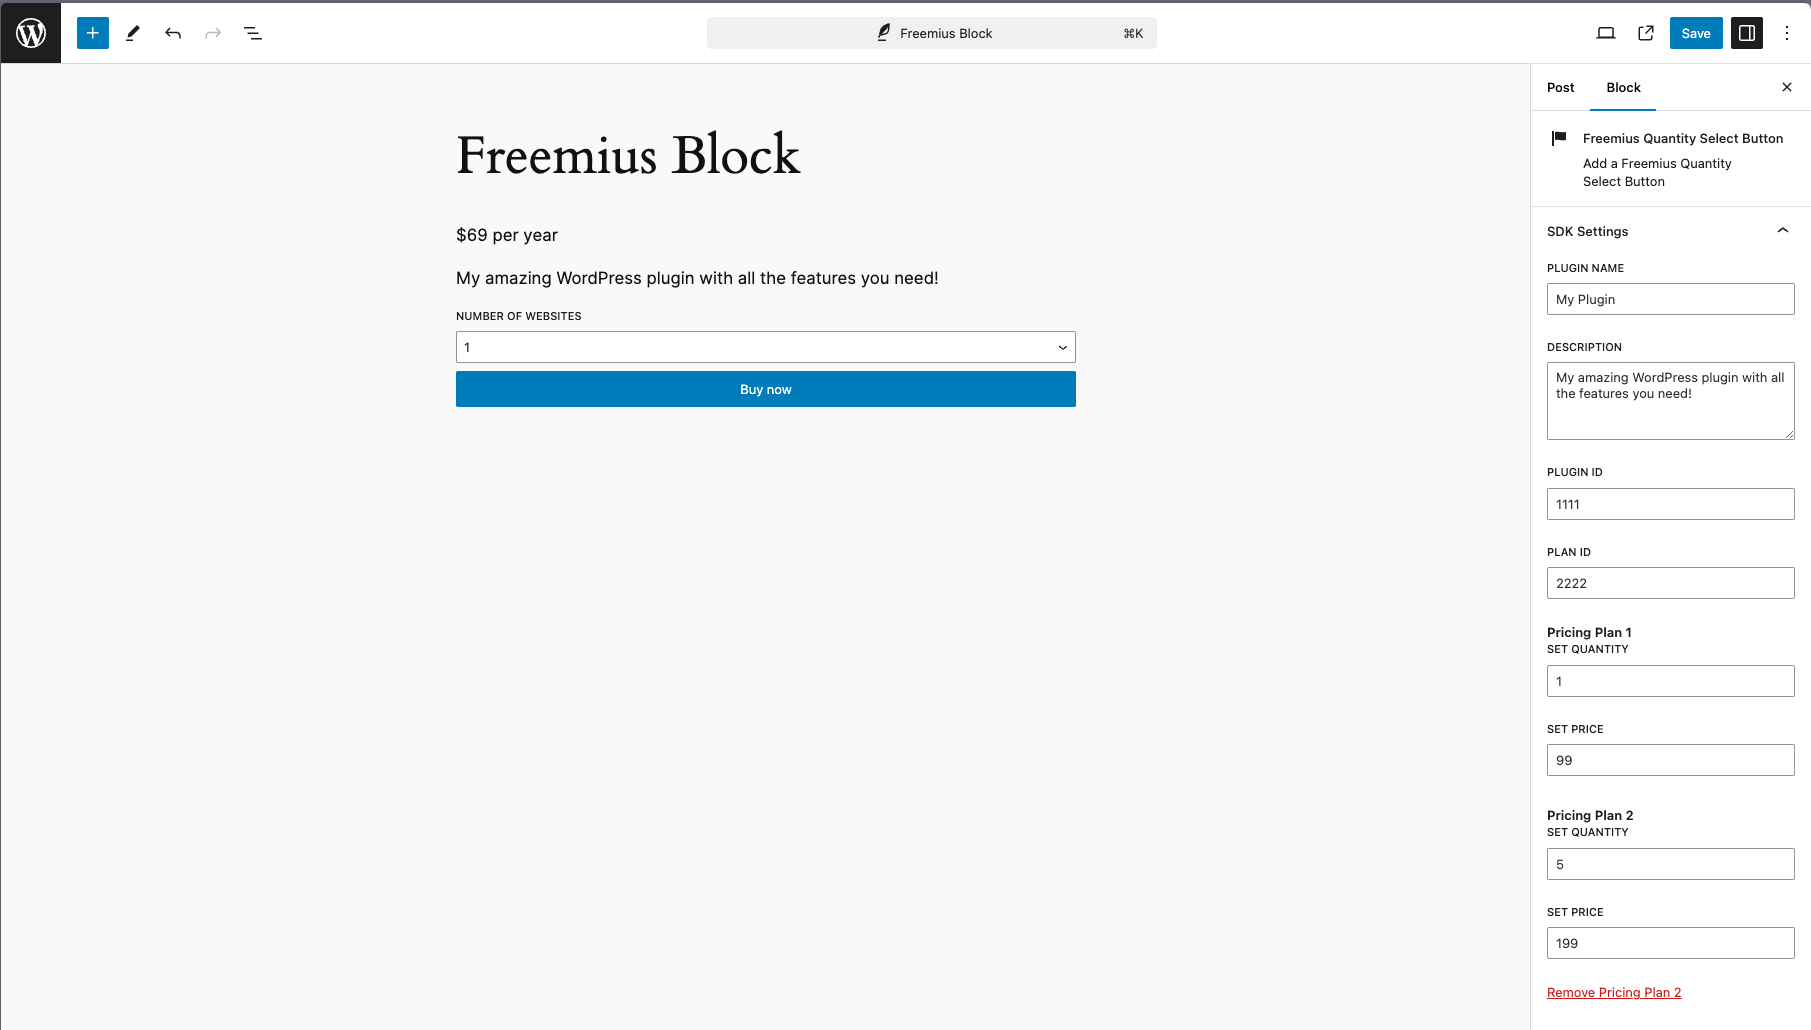 Freemius Block
⌘K
Save
Freemius Block
$69 per year
My amazing WordPress plugin with all the features you need!
NUMBER OF WEBSITES
1
Buy now
Post
Block
Freemius Quantity Select Button
Add a Freemius Quantity
Select Button
SDK Settings
PLUGIN NAME
My Plugin
DESCRIPTION
My amazing WordPress plugin with all
the features you need!
PLUGIN ID
1111
PLAN ID
2222
Pricing Plan 1
SET QUANTITY
1
SET PRICE
99
Pricing Plan 2
SET QUANTITY
5
SET PRICE
199
Remove Pricing Plan 2